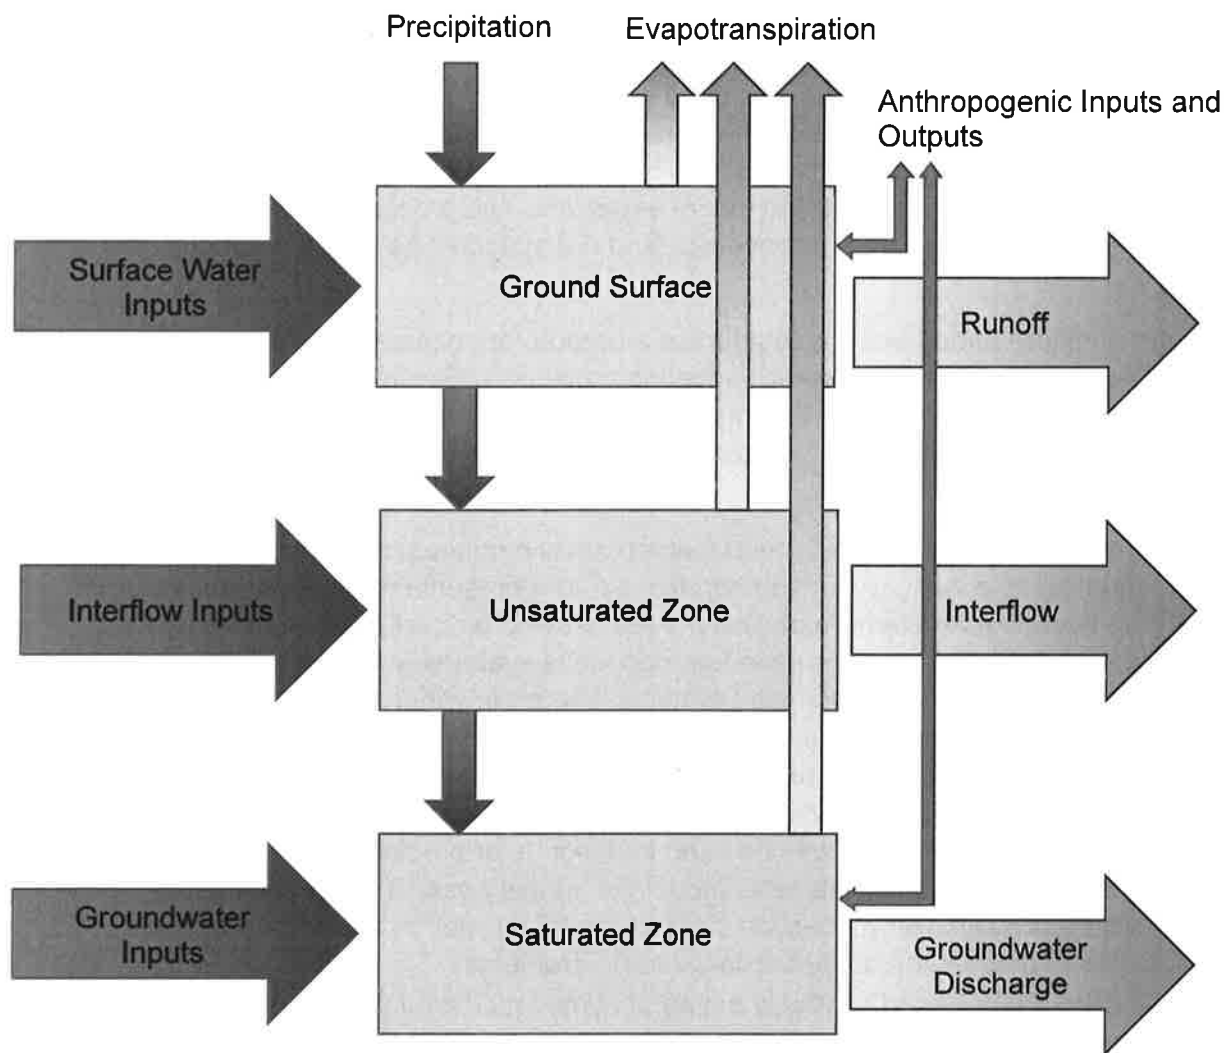 Precipitation
Evapotranspiration
Anthropogenic Inputs and
Outputs
Surface Water
Inputs
Ground Surface
Runoff
Interflow Inputs
Unsaturated Zone
Interflow
Groundwater
Inputs
Saturated Zone
Groundwater
Discharge